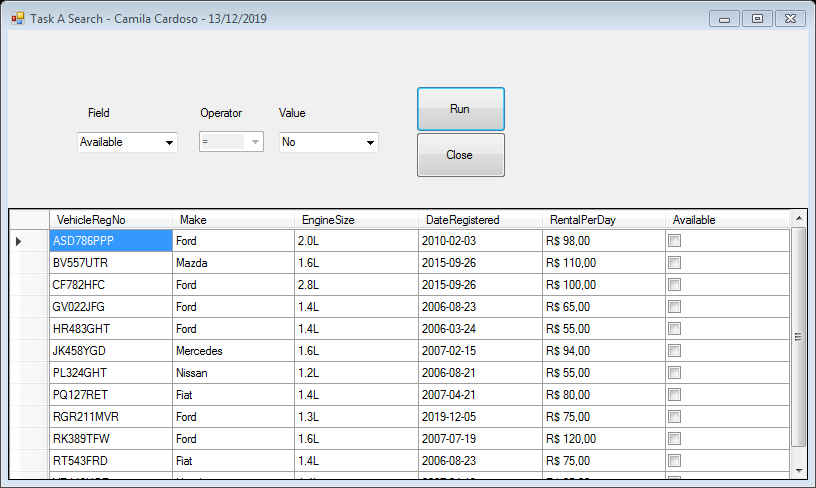 Task A Search - Camila Cardoso - 13/12/2019
Field Operator Value
Available = No
Run
Close
VehicleRegNo Make EngineSize DateRegistered RentalPerDay Available
ASD786PPP Ford 2.0L 2010-02-03 R$ 98,00
BV557UTR Mazda 1.6L 2015-09-26 R$ 110,00
CF782HFC Ford 2.8L 2015-09-26 R$ 100,00
GV022JFG Ford 1.4L 2006-08-23 R$ 65,00
HR483GHT Ford 1.4L 2006-03-24 R$ 55,00
JK458YGD Mercedes 1.6L 2007-02-15 R$ 94,00
PL324GHT Nissan 1.2L 2006-08-21 R$ 55,00
PQ127RET Fiat 1.4L 2007-04-21 R$ 80,00
RGR211MVR Ford 1.3L 2019-12-05 R$ 75,00
RK389TFW Ford 1.6L 2007-07-19 R$ 120,00
RT543FRD Fiat 1.4L 2006-08-23 R$ 75,00